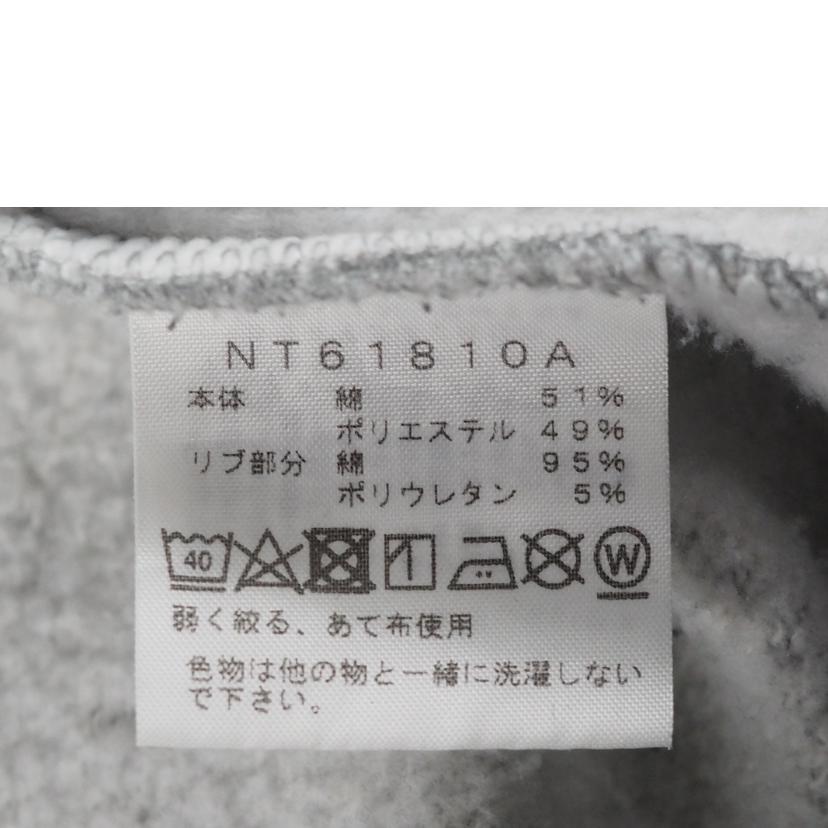 NT61810A
本体 綿 51%
ポリエステル 49%
リブ部分 綿 95%
ポリウレタン 5%
40 W
弱く絞る、あて布使用
色物は他の物と一緒に洗濯しない
で下さい。